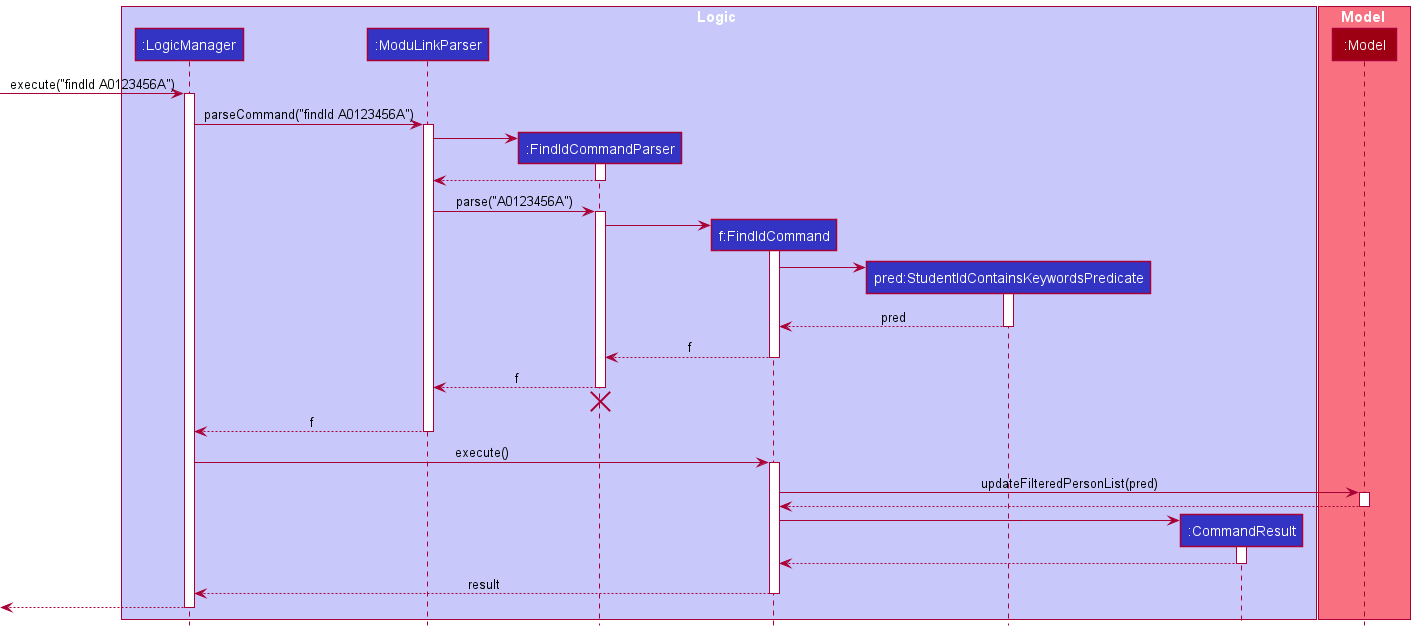 Logic
Model
:LogicManager
:ModuLinkParser
:Model
execute("findId A0123456A")
parseCommand("findId A0123456A")
:FindIdCommandParser
parse("A0123456A")
f:FindIdCommand
pred:StudentIdContainsKeywordsPredicate
pred
f
f
f
execute()
updateFilteredPersonList(pred)
:CommandResult
result